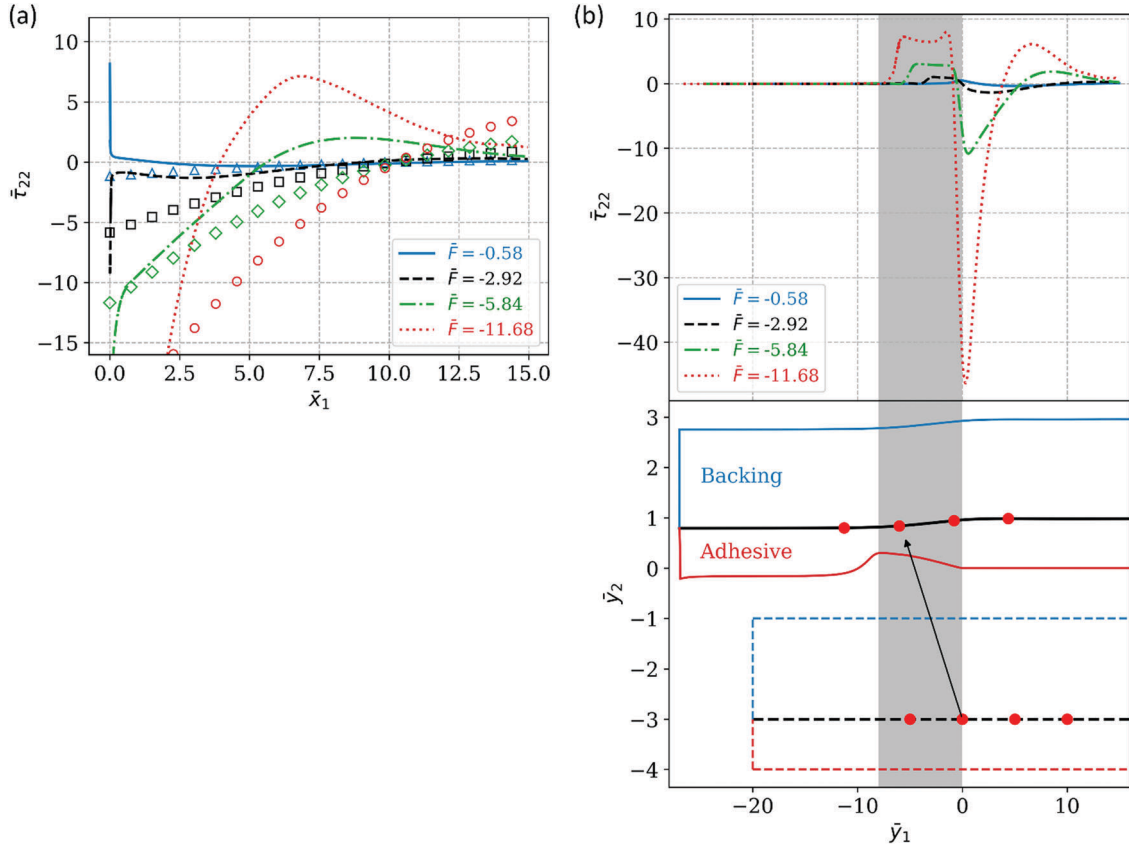 (a)
10
5
0
−5
−10
−15
τ̄₂₂
0.0
2.5
5.0
7.5
10.0
12.5
15.0
x̄₁
F̄ = -0.58
F̄ = -2.92
F̄ = -5.84
F̄ = -11.68
(b)
10
0
−10
−20
−30
−40
τ̄₂₂
F̄ = -0.58
F̄ = -2.92
F̄ = -5.84
F̄ = -11.68
3
2
1
0
−1
−2
−3
−4
ȳ₂
Backing
Adhesive
−20
−10
0
10
ȳ₁